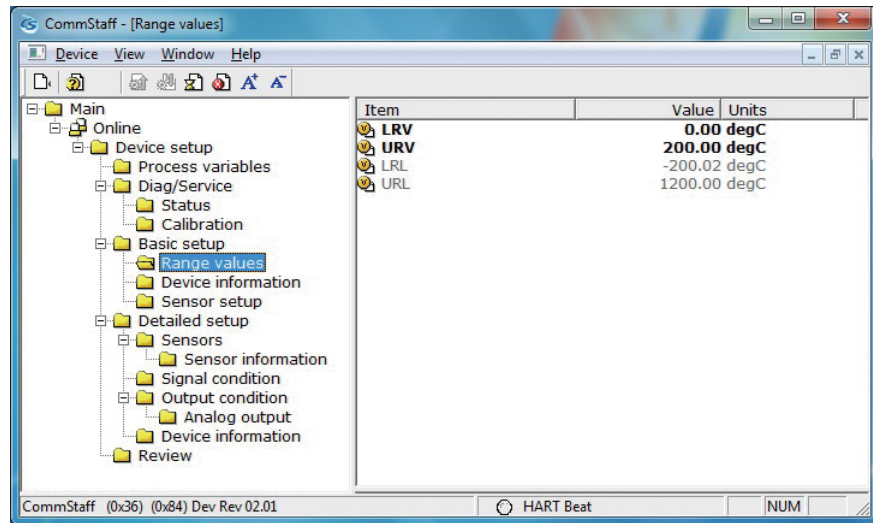 CommStaff - [Range values]
Device View Window Help
Main
Online
Device setup
Process variables
Diag/Service
Status
Calibration
Basic setup
Range values
Device information
Sensor setup
Detailed setup
Sensors
Sensor information
Signal condition
Output condition
Analog output
Device information
Review
Item Value Units
LRV 0.00 degC
URV 200.00 degC
LRL -200.02 degC
URL 1200.00 degC
CommStaff (0x36) (0x84) Dev Rev 02.01 HART Beat NUM